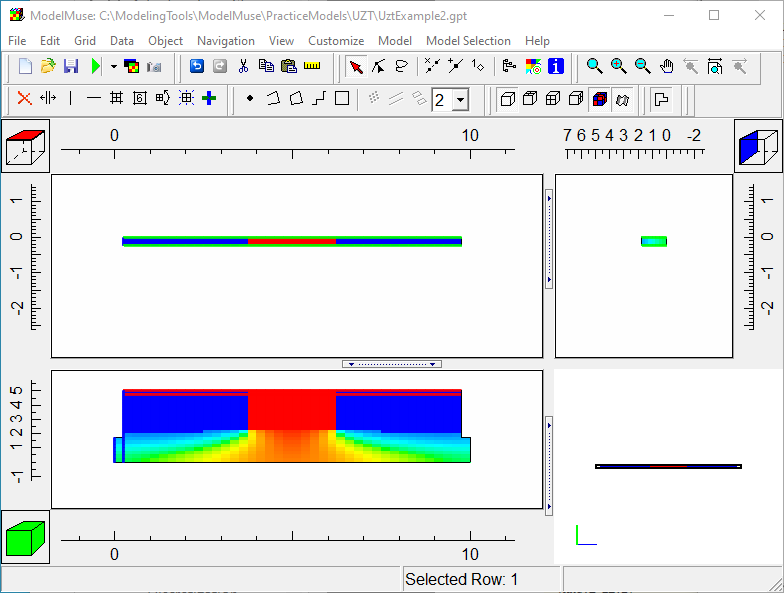 ModelMuse: C:\ModelingTools\ModelMuse\PracticeModels\UZT\UztExample2.gpt
File Edit Grid Data Object Navigation View Customize Model Model Selection Help
6 2
0 10 7 6 5 4 3 2 1 0 -2
1 0 -1 -2
1 0 -1 -2
-1 1 2 3 4 5
0 10
Selected Row: 1